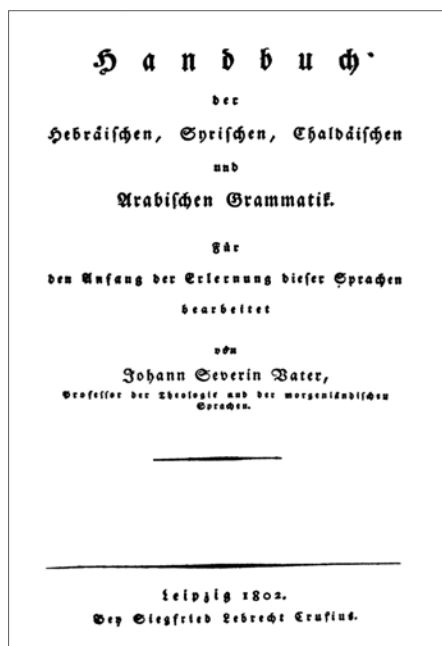 Handbuch
der
Hebräischen, Syrischen, Chaldäischen
und
Arabischen Grammatik.
Für
den Anfang der Erlernung dieser Sprachen
bearbeitet
von
Johann Severin Vater,
Professor der Theologie und der morgenländischen
Sprachen.
Leipzig 1802.
Bey Siegfried Lebrecht Crusius.